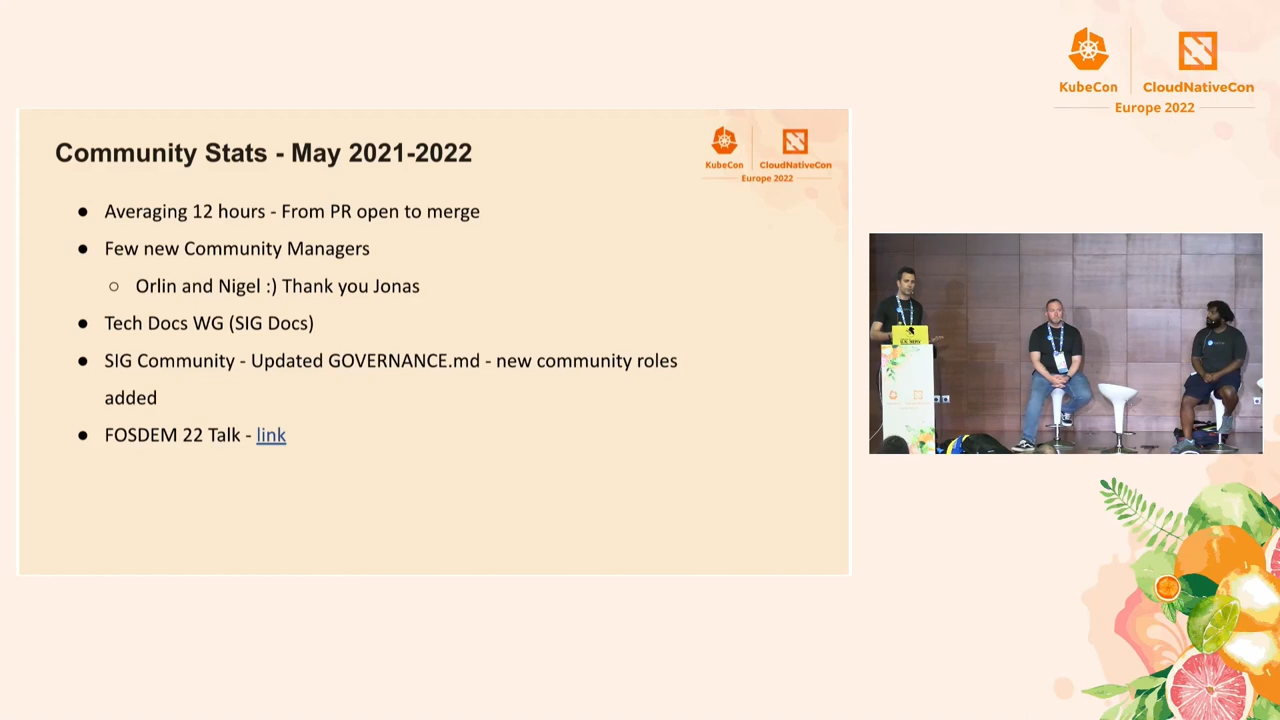 KubeCon
CloudNativeCon
Europe 2022
Community Stats - May 2021-2022
KubeCon
CloudNativeCon
Europe 2022
● Averaging 12 hours - From PR open to merge
● Few new Community Managers
○ Orlin and Nigel :) Thank you Jonas
● Tech Docs WG (SIG Docs)
● SIG Community - Updated GOVERNANCE.md - new community roles
added
● FOSDEM 22 Talk - link